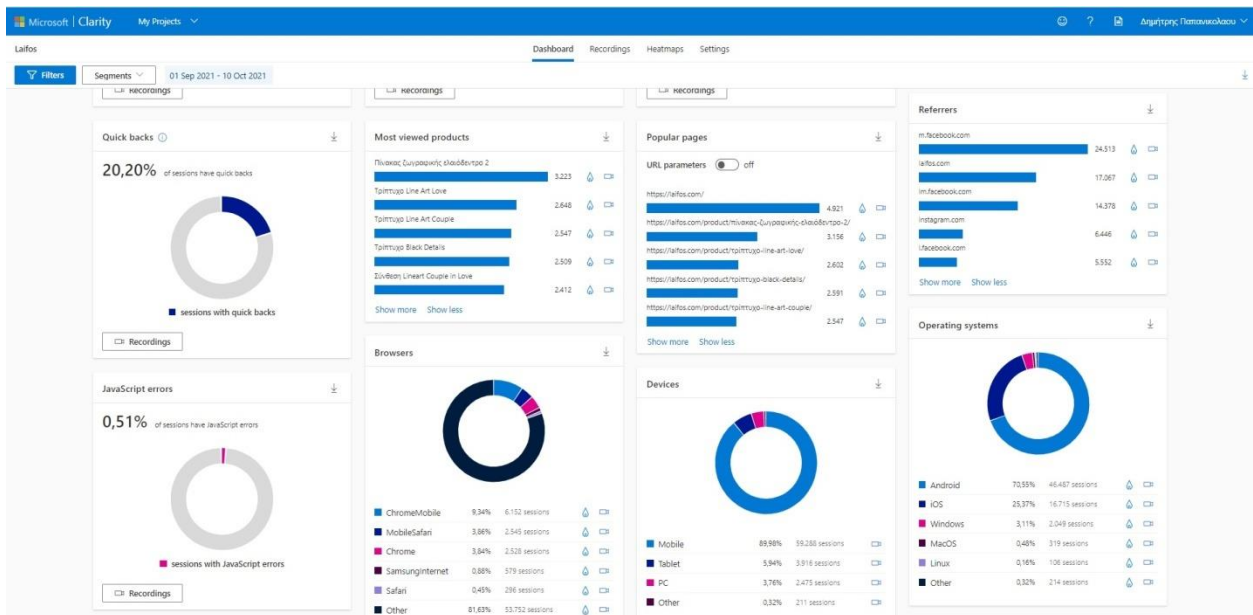 Microsoft | Clarity My Projects Δημήτρης Παπανικολάου
Laifos Dashboard Recordings Heatmaps Settings
Filters Segments 01 Sep 2021 - 10 Oct 2021
Recordings
Recordings
Recordings
Quick backs
20,20% of sessions have quick backs
sessions with quick backs
Recordings
JavaScript errors
0,51% of sessions have JavaScript errors
sessions with JavaScript errors
Recordings
Most viewed products
Πίνακας ζωγραφικής ελαιόδεντρο 2
3.223
Τρίπτυχο Line Art Love
2.648
Τρίπτυχο Line Art Couple
2.547
Τρίπτυχο Black Details
2.509
Σύνθεση Lineart Couple in Love
2.412
Show more Show less
Browsers
ChromeMobile 9,34% 6.152 sessions
MobileSafari 3,86% 2.545 sessions
Chrome 3,84% 2.528 sessions
SamsungInternet 0,88% 579 sessions
Safari 0,45% 296 sessions
Other 81,63% 53.752 sessions
Popular pages
URL parameters off
https://laifos.com/
4.921
https://laifos.com/product/πίνακας-ζωγραφικής-ελαιόδεντρο-2/
3.156
https://laifos.com/product/τρίπτυχο-line-art-love/
2.602
https://laifos.com/product/τρίπτυχο-black-details/
2.591
https://laifos.com/product/τρίπτυχο-line-art-couple/
2.547
Show more Show less
Devices
Mobile 89,98% 59.288 sessions
Tablet 5,94% 3.916 sessions
PC 3,76% 2.475 sessions
Other 0,32% 211 sessions
Referrers
m.facebook.com
24.513
laifos.com
17.067
lm.facebook.com
14.378
instagram.com
6.446
l.facebook.com
5.552
Show more Show less
Operating systems
Android 70,55% 46.487 sessions
iOS 25,37% 16.715 sessions
Windows 3,11% 2.049 sessions
MacOS 0,48% 319 sessions
Linux 0,16% 106 sessions
Other 0,32% 214 sessions